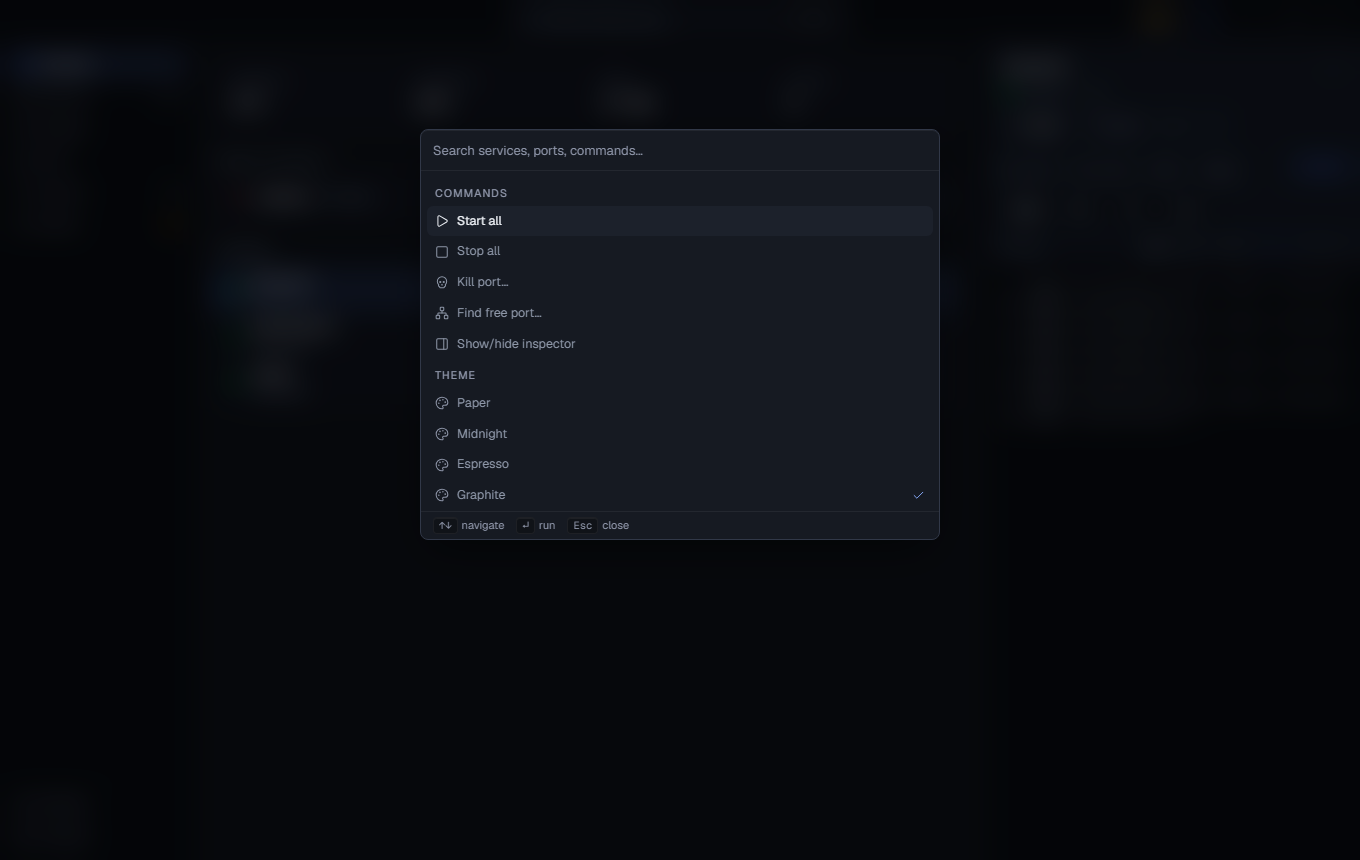 Search services, ports, commands…
COMMANDS
Start all
Stop all
Kill port…
Find free port…
Show/hide inspector
THEME
Paper
Midnight
Espresso
Graphite
↑↓ navigate ↵ run Esc close